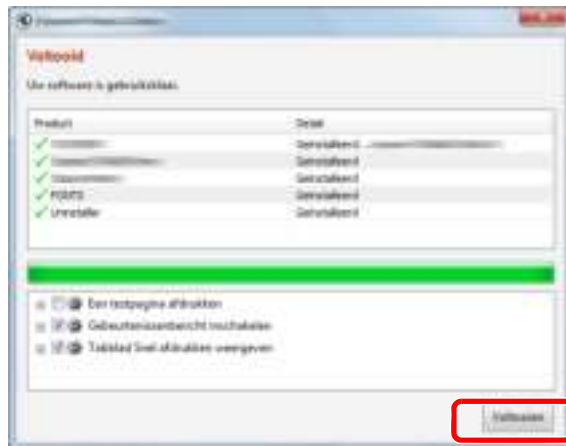 Voltooid
Uw software is gebruiksklaar.
Product Detail
Geïnstalleerd
Geïnstalleerd
Geïnstalleerd
FONTS Geïnstalleerd
Uninstaller Geïnstalleerd
Een testpagina afdrukken
Gebeurtenissenbericht inschakelen
Tabblad Snel afdrukken weergeven
Voltooien